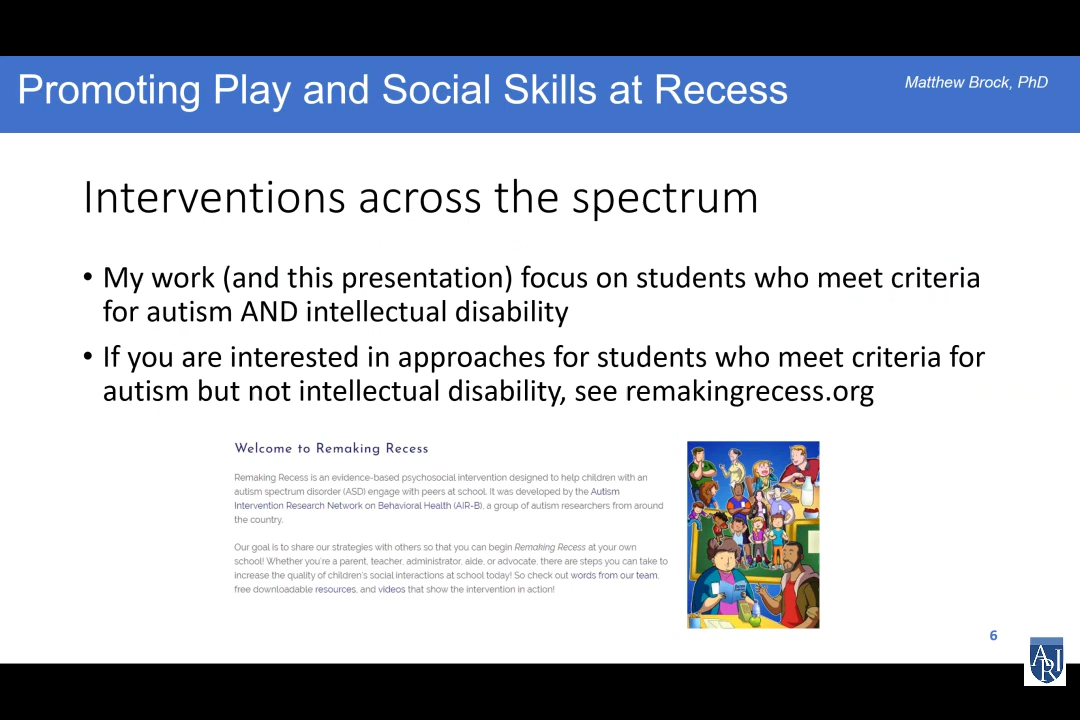 Promoting Play and Social Skills at Recess
Matthew Brock, PhD
Interventions across the spectrum
• My work (and this presentation) focus on students who meet criteria
for autism AND intellectual disability
• If you are interested in approaches for students who meet criteria for
autism but not intellectual disability, see remakingrecess.org
Welcome to Remaking Recess
Remaking Recess is an evidence-based psychosocial intervention designed to help children with an
autism spectrum disorder (ASD) engage with peers at school. It was developed by the Autism
Intervention Research Network on Behavioral Health (AIR-B), a group of autism researchers from around
the country.
Our goal is to share our strategies with others so that you can begin Remaking Recess at your own
school! Whether you're a parent, teacher, administrator, aide, or advocate, there are steps you can take to
increase the quality of children's social interactions at school today! So check out words from our team,
free downloadable resources, and videos that show the intervention in action!
6
ARI